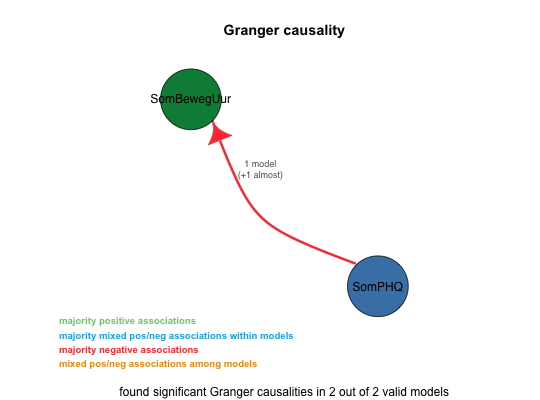 Granger causality
SomBewegUur
1 model
(+1 almost)
SomPHQ
majority positive associations
majority mixed pos/neg associations within models
majority negative associations
mixed pos/neg associations among models
found significant Granger causalities in 2 out of 2 valid models